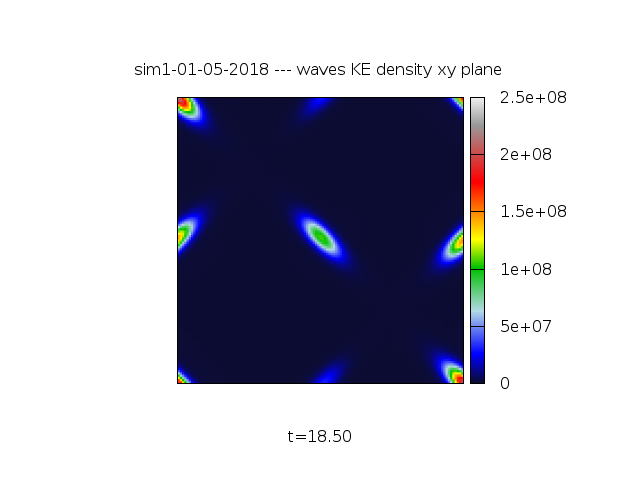 sim1-01-05-2018 --- waves KE density xy plane
2.5e+08
2e+08
1.5e+08
1e+08
5e+07
0
t=18.50